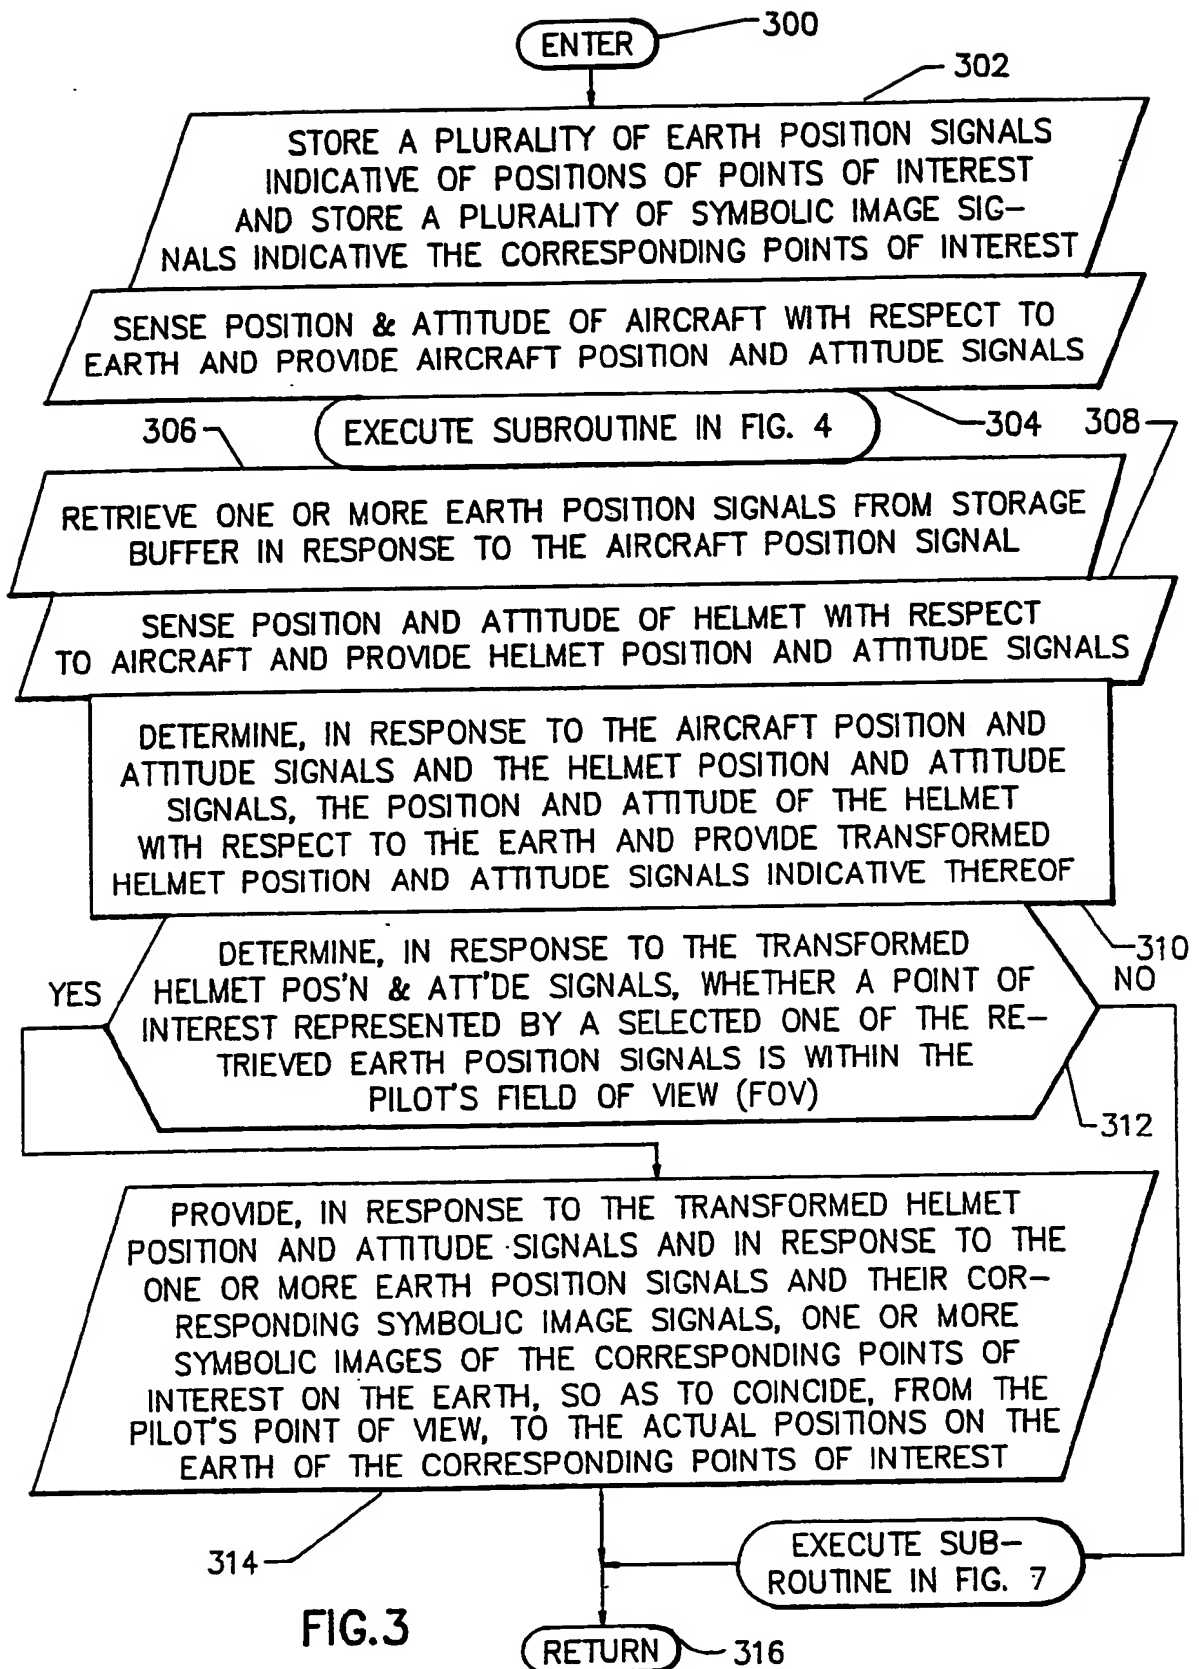 ENTER
300
302
STORE A PLURALITY OF EARTH POSITION SIGNALS
INDICATIVE OF POSITIONS OF POINTS OF INTEREST
AND STORE A PLURALITY OF SYMBOLIC IMAGE SIG–
NALS INDICATIVE THE CORRESPONDING POINTS OF INTEREST
SENSE POSITION & ATTITUDE OF AIRCRAFT WITH RESPECT TO
EARTH AND PROVIDE AIRCRAFT POSITION AND ATTITUDE SIGNALS
306
EXECUTE SUBROUTINE IN FIG. 4
304
308
RETRIEVE ONE OR MORE EARTH POSITION SIGNALS FROM STORAGE
BUFFER IN RESPONSE TO THE AIRCRAFT POSITION SIGNAL
SENSE POSITION AND ATTITUDE OF HELMET WITH RESPECT
TO AIRCRAFT AND PROVIDE HELMET POSITION AND ATTITUDE SIGNALS
DETERMINE, IN RESPONSE TO THE AIRCRAFT POSITION AND
ATTITUDE SIGNALS AND THE HELMET POSITION AND ATTITUDE
SIGNALS, THE POSITION AND ATTITUDE OF THE HELMET
WITH RESPECT TO THE EARTH AND PROVIDE TRANSFORMED
HELMET POSITION AND ATTITUDE SIGNALS INDICATIVE THEREOF
310
YES
NO
DETERMINE, IN RESPONSE TO THE TRANSFORMED
HELMET POS'N & ATT'DE SIGNALS, WHETHER A POINT OF
INTEREST REPRESENTED BY A SELECTED ONE OF THE RE–
TRIEVED EARTH POSITION SIGNALS IS WITHIN THE
PILOT'S FIELD OF VIEW (FOV)
312
PROVIDE, IN RESPONSE TO THE TRANSFORMED HELMET
POSITION AND ATTITUDE SIGNALS AND IN RESPONSE TO THE
ONE OR MORE EARTH POSITION SIGNALS AND THEIR COR–
RESPONDING SYMBOLIC IMAGE SIGNALS, ONE OR MORE
SYMBOLIC IMAGES OF THE CORRESPONDING POINTS OF
INTEREST ON THE EARTH, SO AS TO COINCIDE, FROM THE
PILOT'S POINT OF VIEW, TO THE ACTUAL POSITIONS ON THE
EARTH OF THE CORRESPONDING POINTS OF INTEREST
314
EXECUTE SUB–
ROUTINE IN FIG. 7
FIG.3
RETURN
316